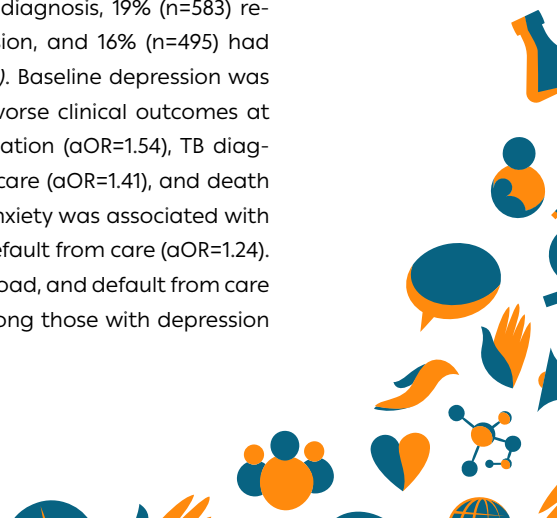 diagnosis, 19% (n=583) re-
sion, and 16% (n=495) had
). Baseline depression was
worse clinical outcomes at
ation (aOR=1.54), TB diag-
care (aOR=1.41), and death
nxiety was associated with
efault from care (aOR=1.24).
oad, and default from care
ong those with depression